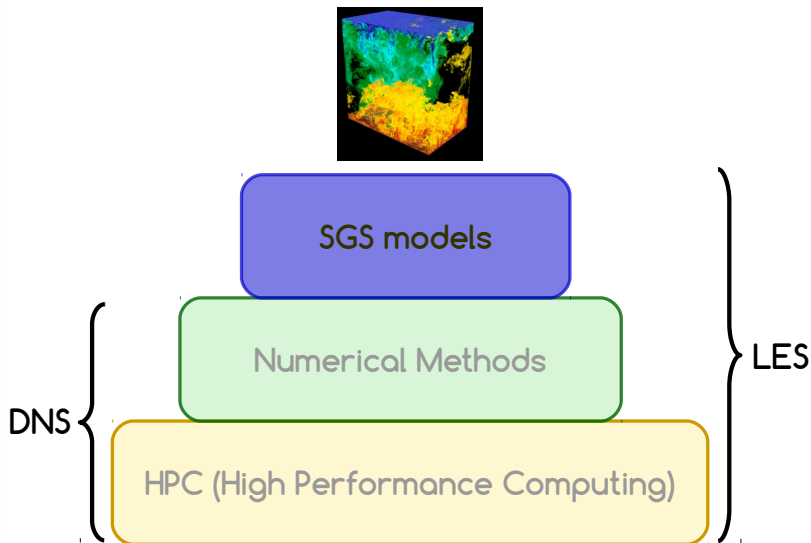 SGS models
Numerical Methods
LES
DNS
HPC (High Performance Computing)